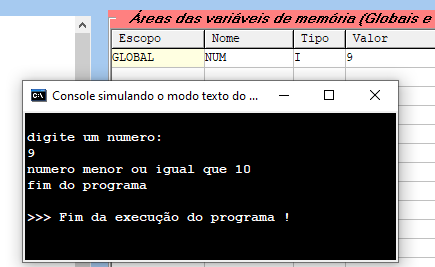 Áreas das variáveis de memória (Globais e
Escopo Nome Tipo Valor
GLOBAL NUM I 9
C:\ Console simulando o modo texto do ...
digite um numero:
9
numero menor ou igual que 10
fim do programa
>>> Fim da execução do programa !